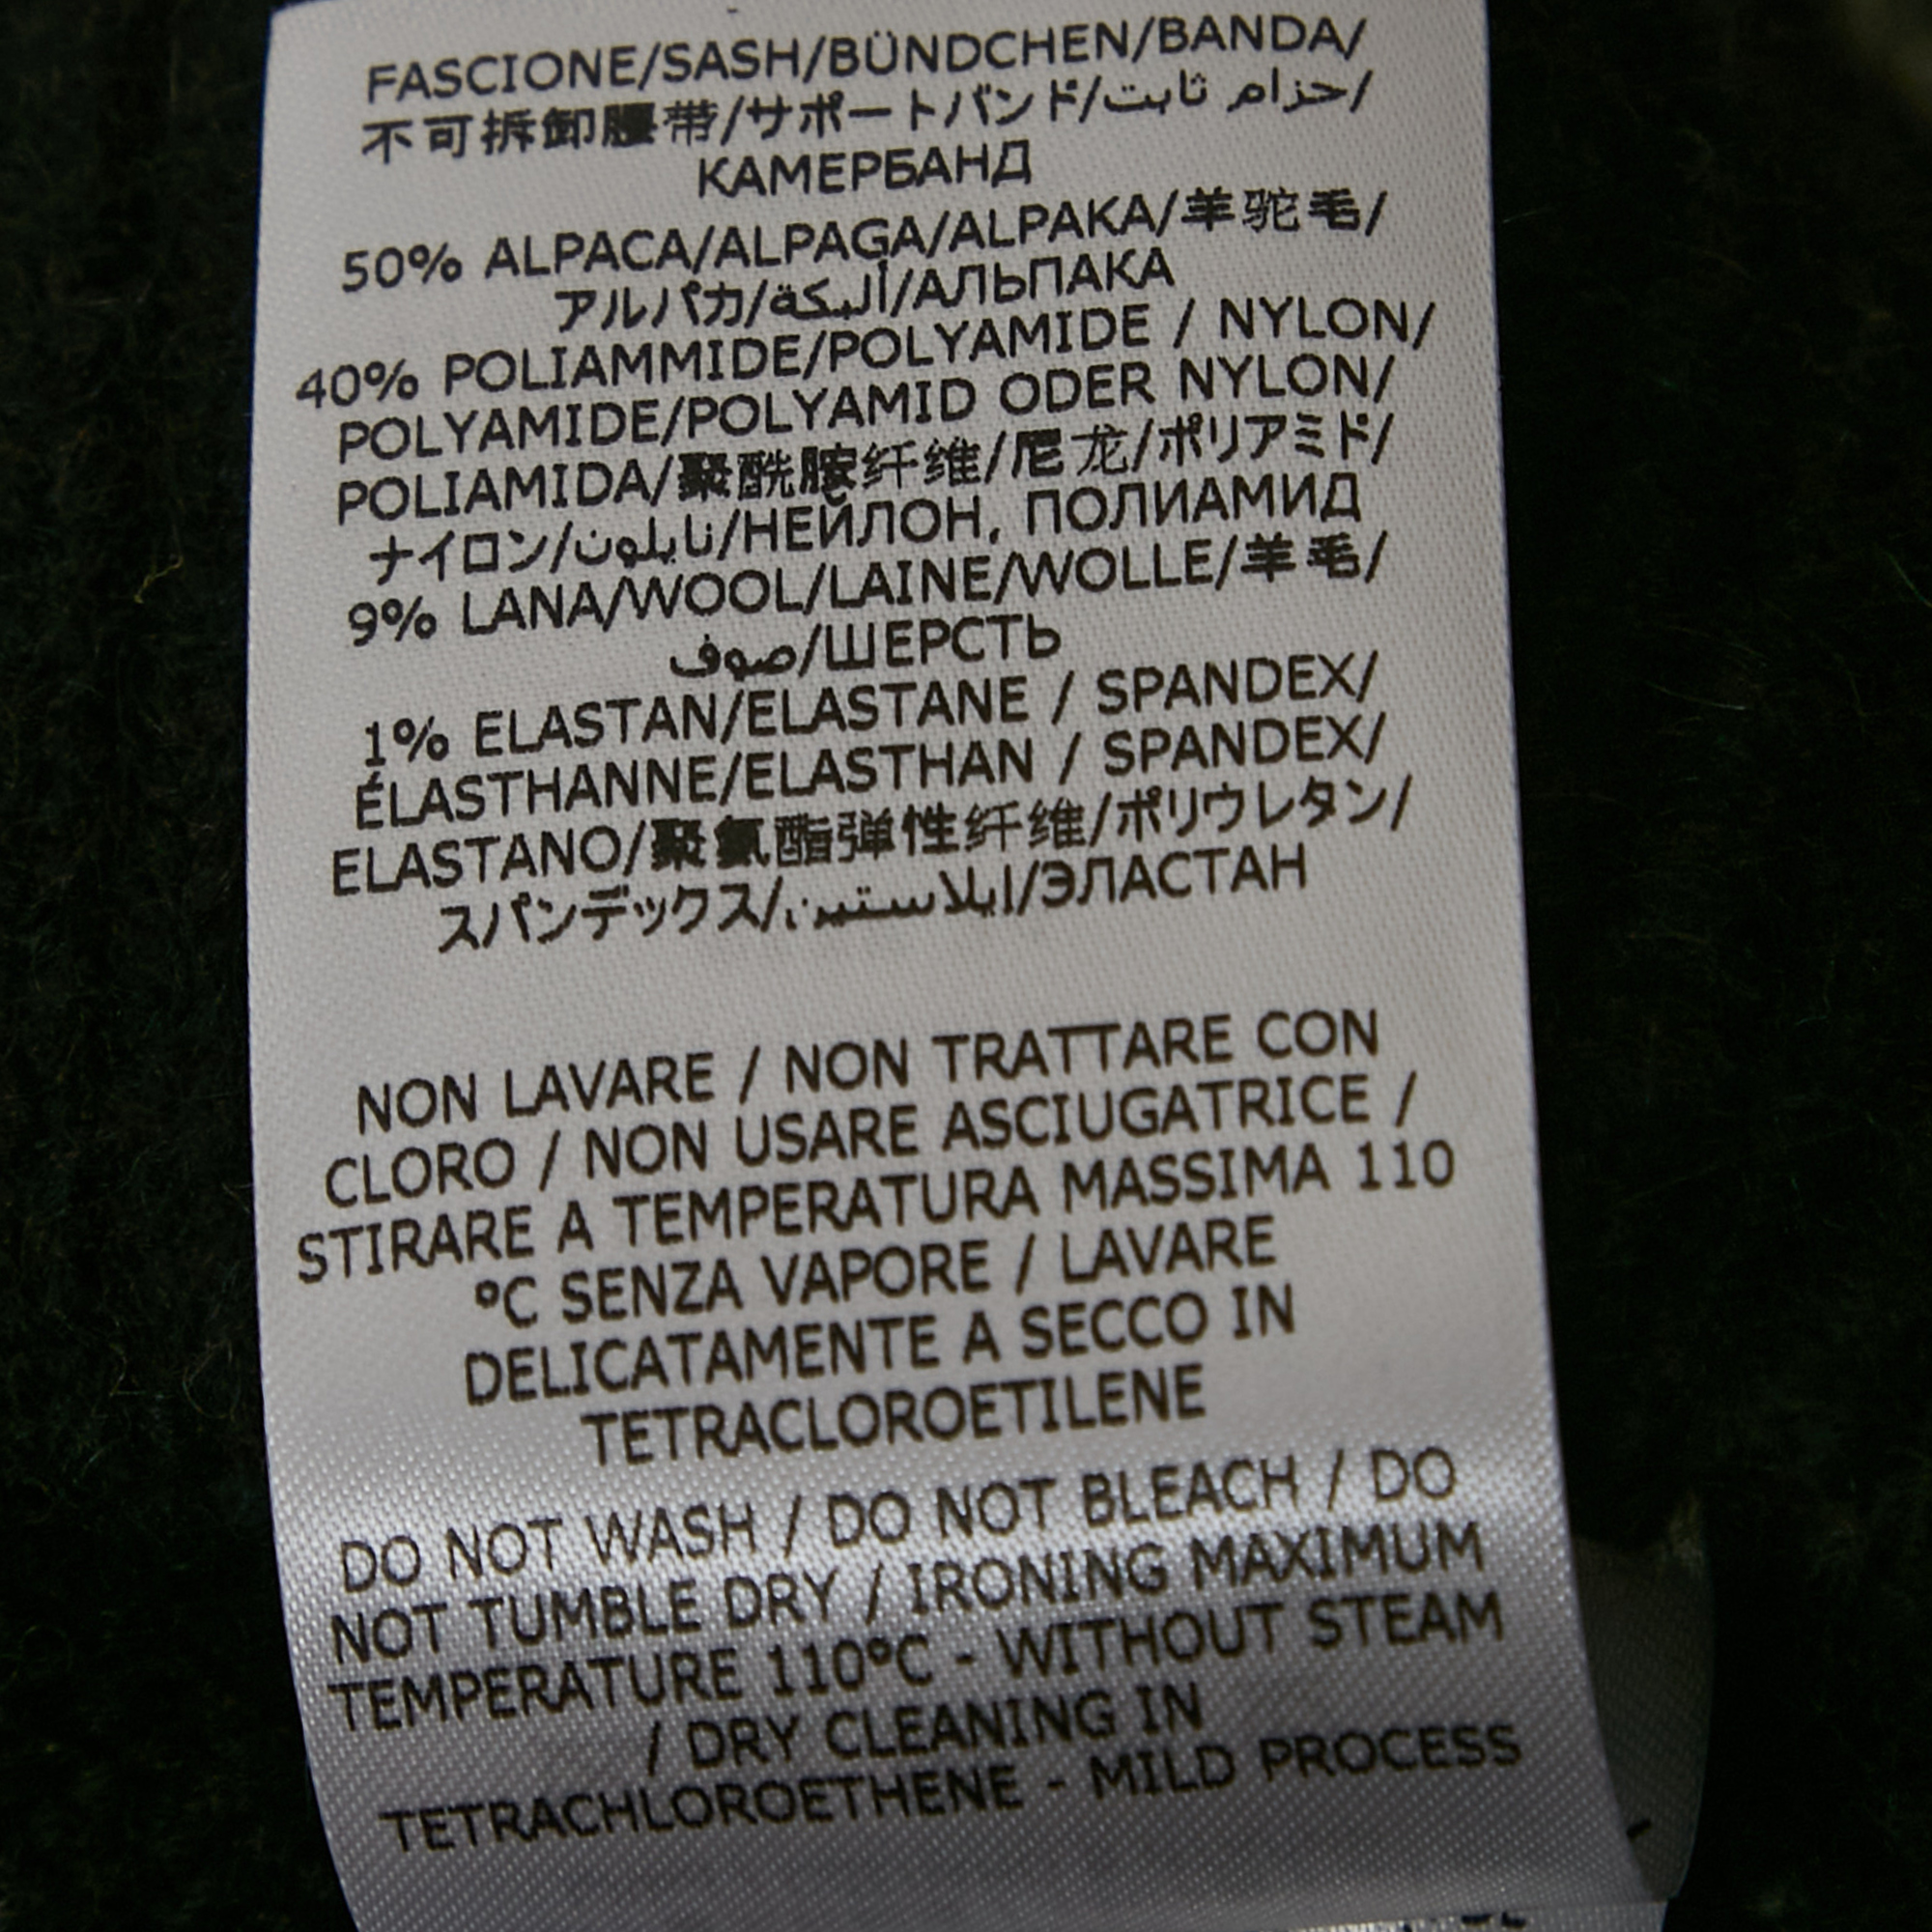 FASCIONE/SASH/BÜNDCHEN/BANDA/
不可拆卸腰带/サポートバンド/حزام ثابت/
КАМЕРБАНД
50% ALPACA/ALPAGA/ALPAKA/羊驼毛/
アルパカ/ألبكة/АЛЬПАКА
40% POLIAMMIDE/POLYAMIDE / NYLON/
POLYAMIDE/POLYAMID ODER NYLON/
POLIAMIDA/聚酰胺纤维/尼龙/ポリアミド/
ナイロン/نايلون/НЕЙЛОН, ПОЛИАМИД
9% LANA/WOOL/LAINE/WOLLE/羊毛/
صوف/ШЕРСТЬ
1% ELASTAN/ELASTANE / SPANDEX/
ÉLASTHANNE/ELASTHAN / SPANDEX/
ELASTANO/聚氨酯弹性纤维/ポリウレタン/
スパンデックス/ايلاستين/ЭЛАСТАН
NON LAVARE / NON TRATTARE CON
CLORO / NON USARE ASCIUGATRICE /
STIRARE A TEMPERATURA MASSIMA 110
°C SENZA VAPORE / LAVARE
DELICATAMENTE A SECCO IN
TETRACLOROETILENE
DO NOT WASH / DO NOT BLEACH / DO
NOT TUMBLE DRY / IRONING MAXIMUM
TEMPERATURE 110°C - WITHOUT STEAM
/ DRY CLEANING IN
TETRACHLOROETHENE - MILD PROCESS